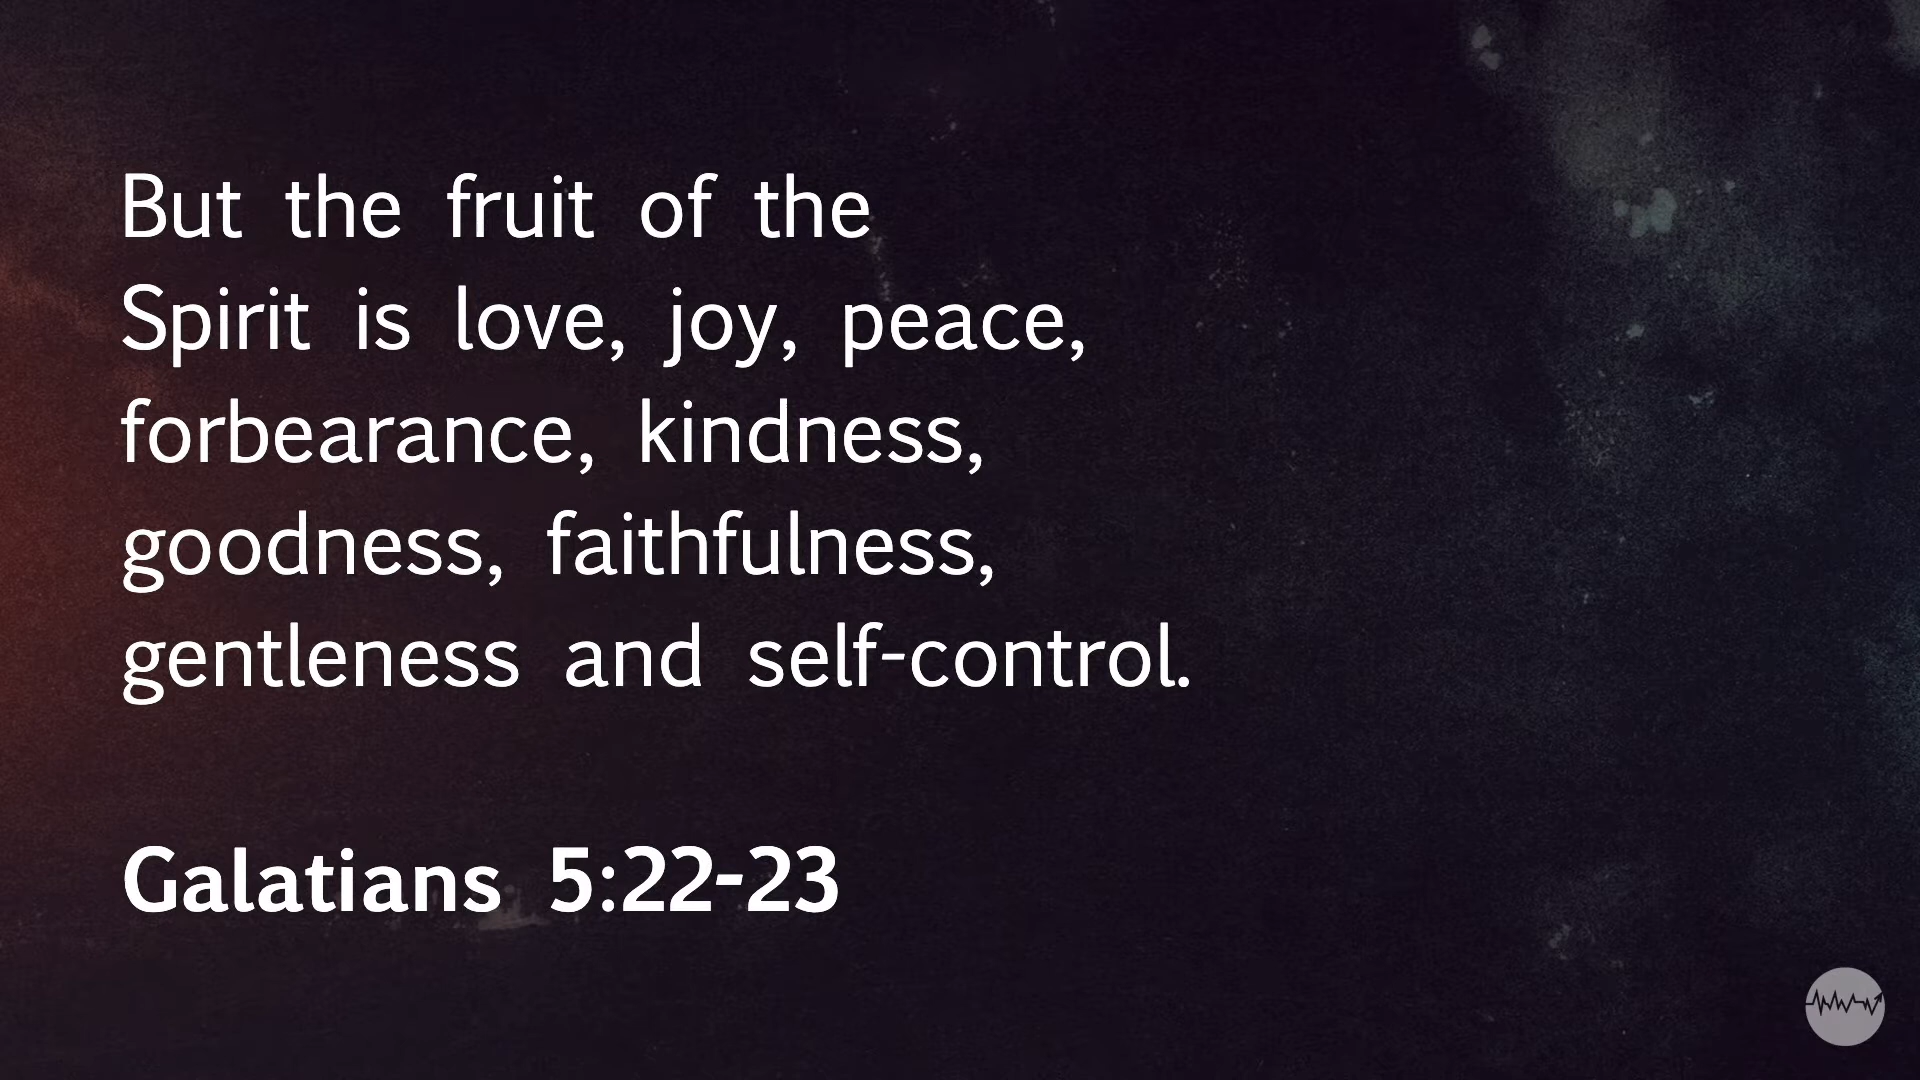 But the fruit of the
Spirit is love, joy, peace,
forbearance, kindness,
goodness, faithfulness,
gentleness and self-control.
Galatians 5:22-23